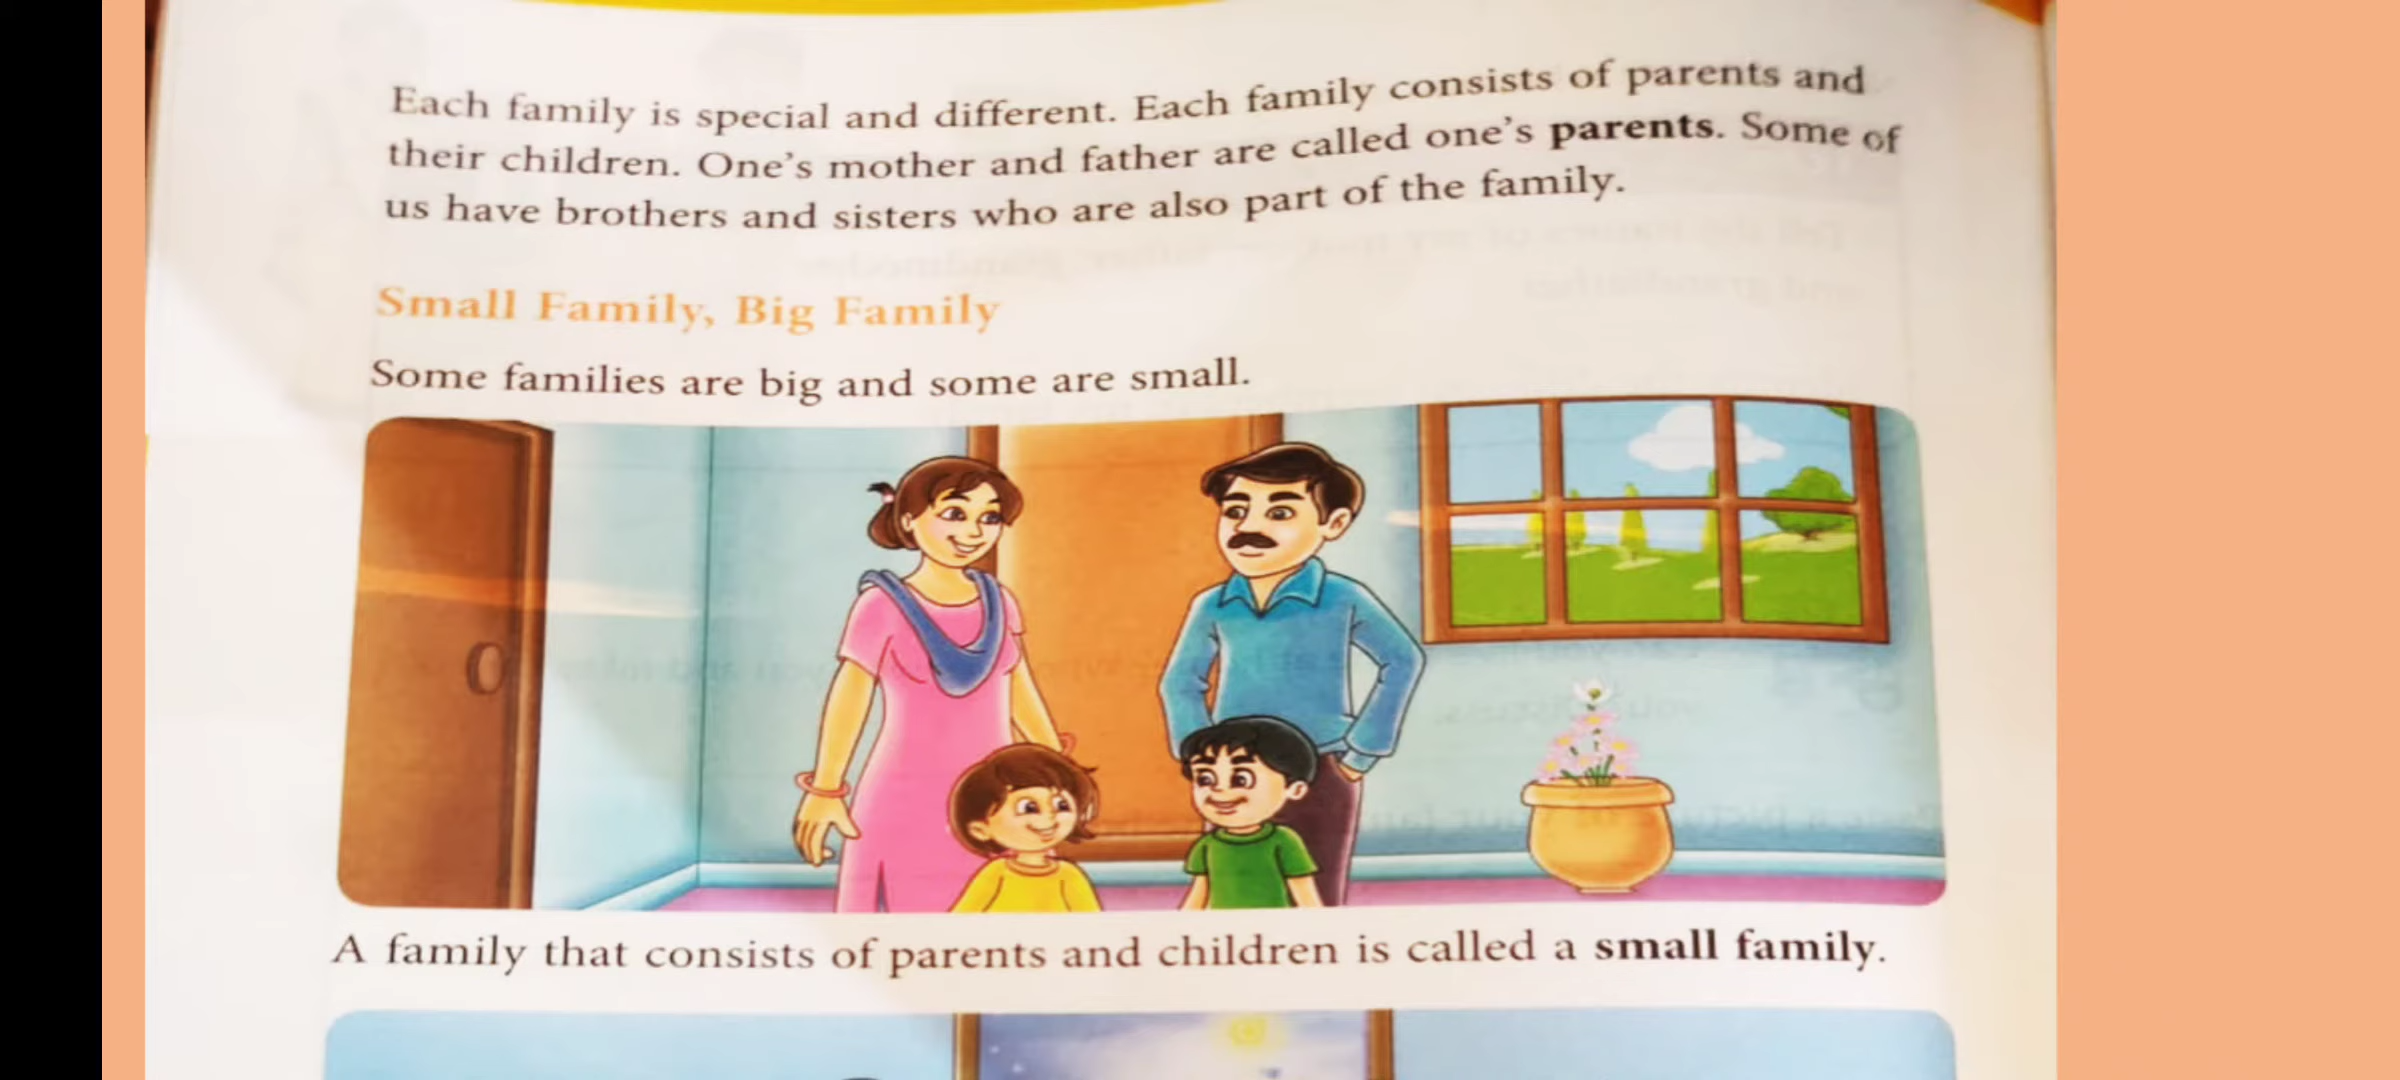 Each family is special and different. Each family consists of parents and
their children. One's mother and father are called one's parents. Some of
us have brothers and sisters who are also part of the family.
Small Family, Big Family
Some families are big and some are small.
A family that consists of parents and children is called a small family.